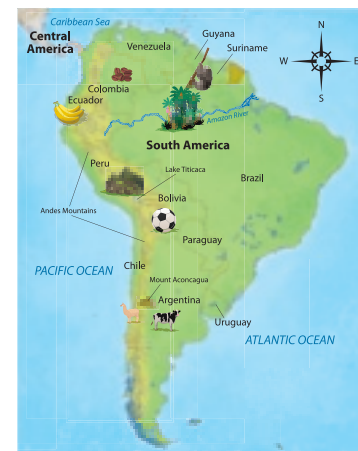 Caribbean Sea
Central
America
Venezuela
Guyana
Suriname
N
W
E
S
Colombia
Ecuador
Amazon River
South America
Peru
Lake Titicaca
Brazil
Bolivia
Andes Mountains
Paraguay
PACIFIC OCEAN
Chile
Mount Aconcagua
Argentina
Uruguay
ATLANTIC OCEAN